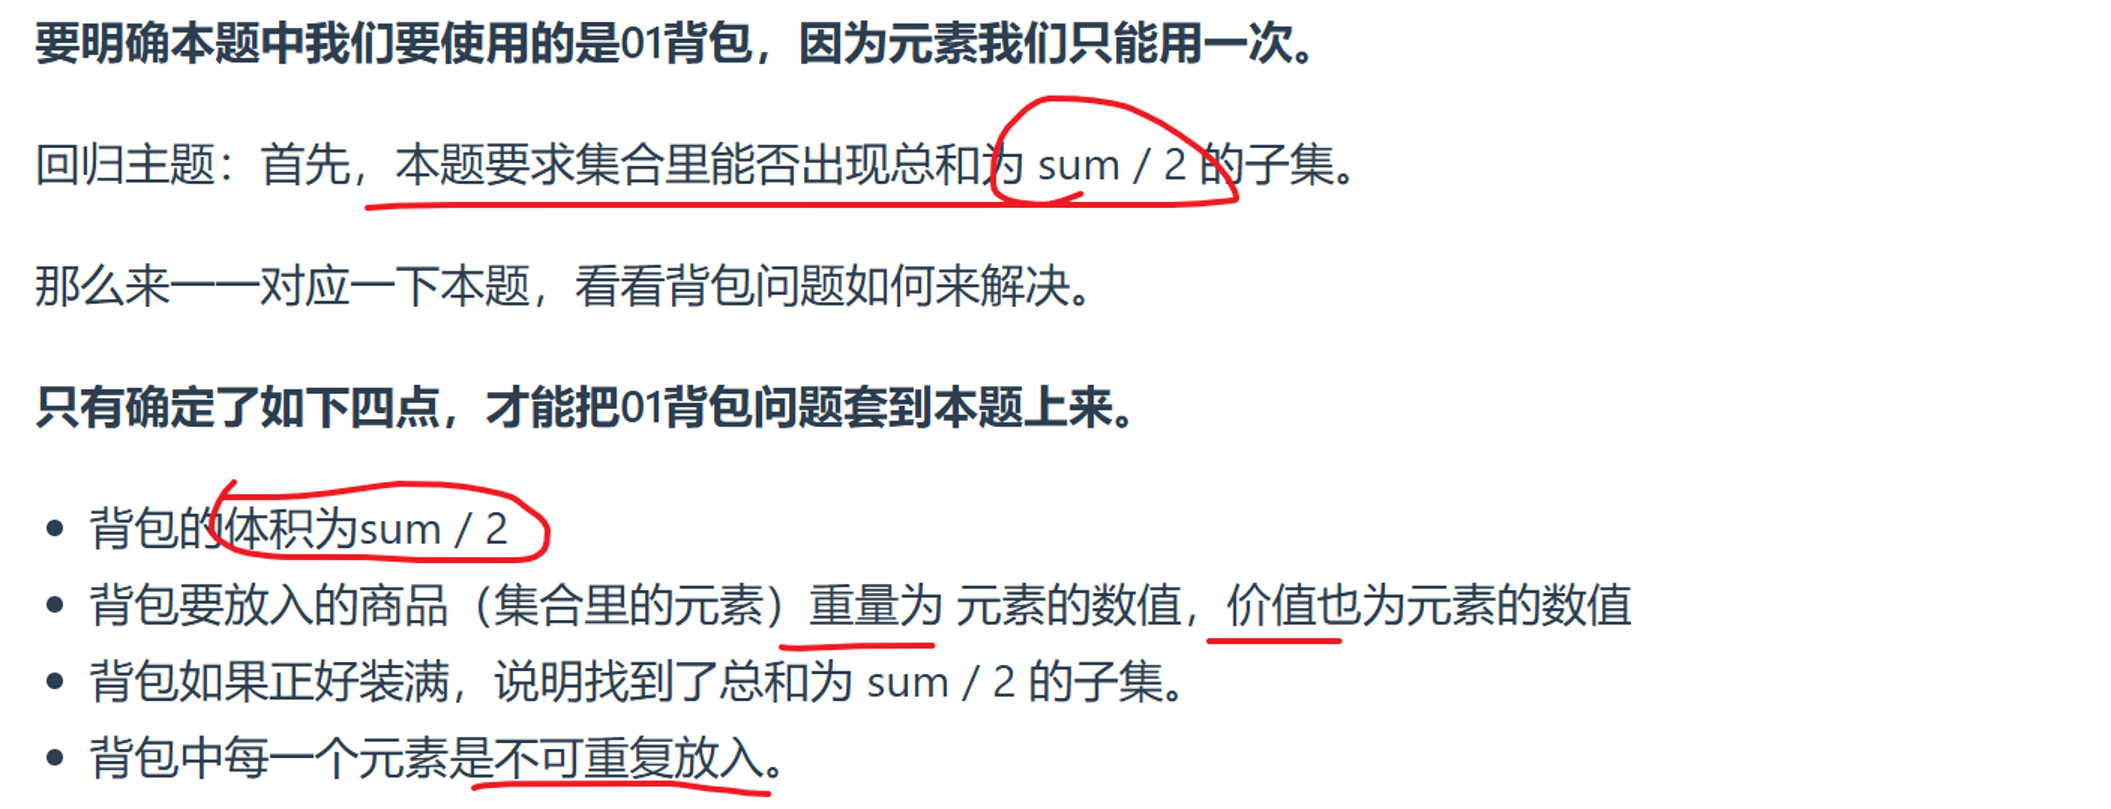 要明确本题中我们要使用的是01背包，因为元素我们只能用一次。
回归主题：首先，本题要求集合里能否出现总和为 sum / 2 的子集。
那么来一一对应一下本题，看看背包问题如何来解决。
只有确定了如下四点，才能把01背包问题套到本题上来。
• 背包的体积为sum / 2
• 背包要放入的商品（集合里的元素）重量为 元素的数值，价值也为元素的数值
• 背包如果正好装满，说明找到了总和为 sum / 2 的子集。
• 背包中每一个元素是不可重复放入。